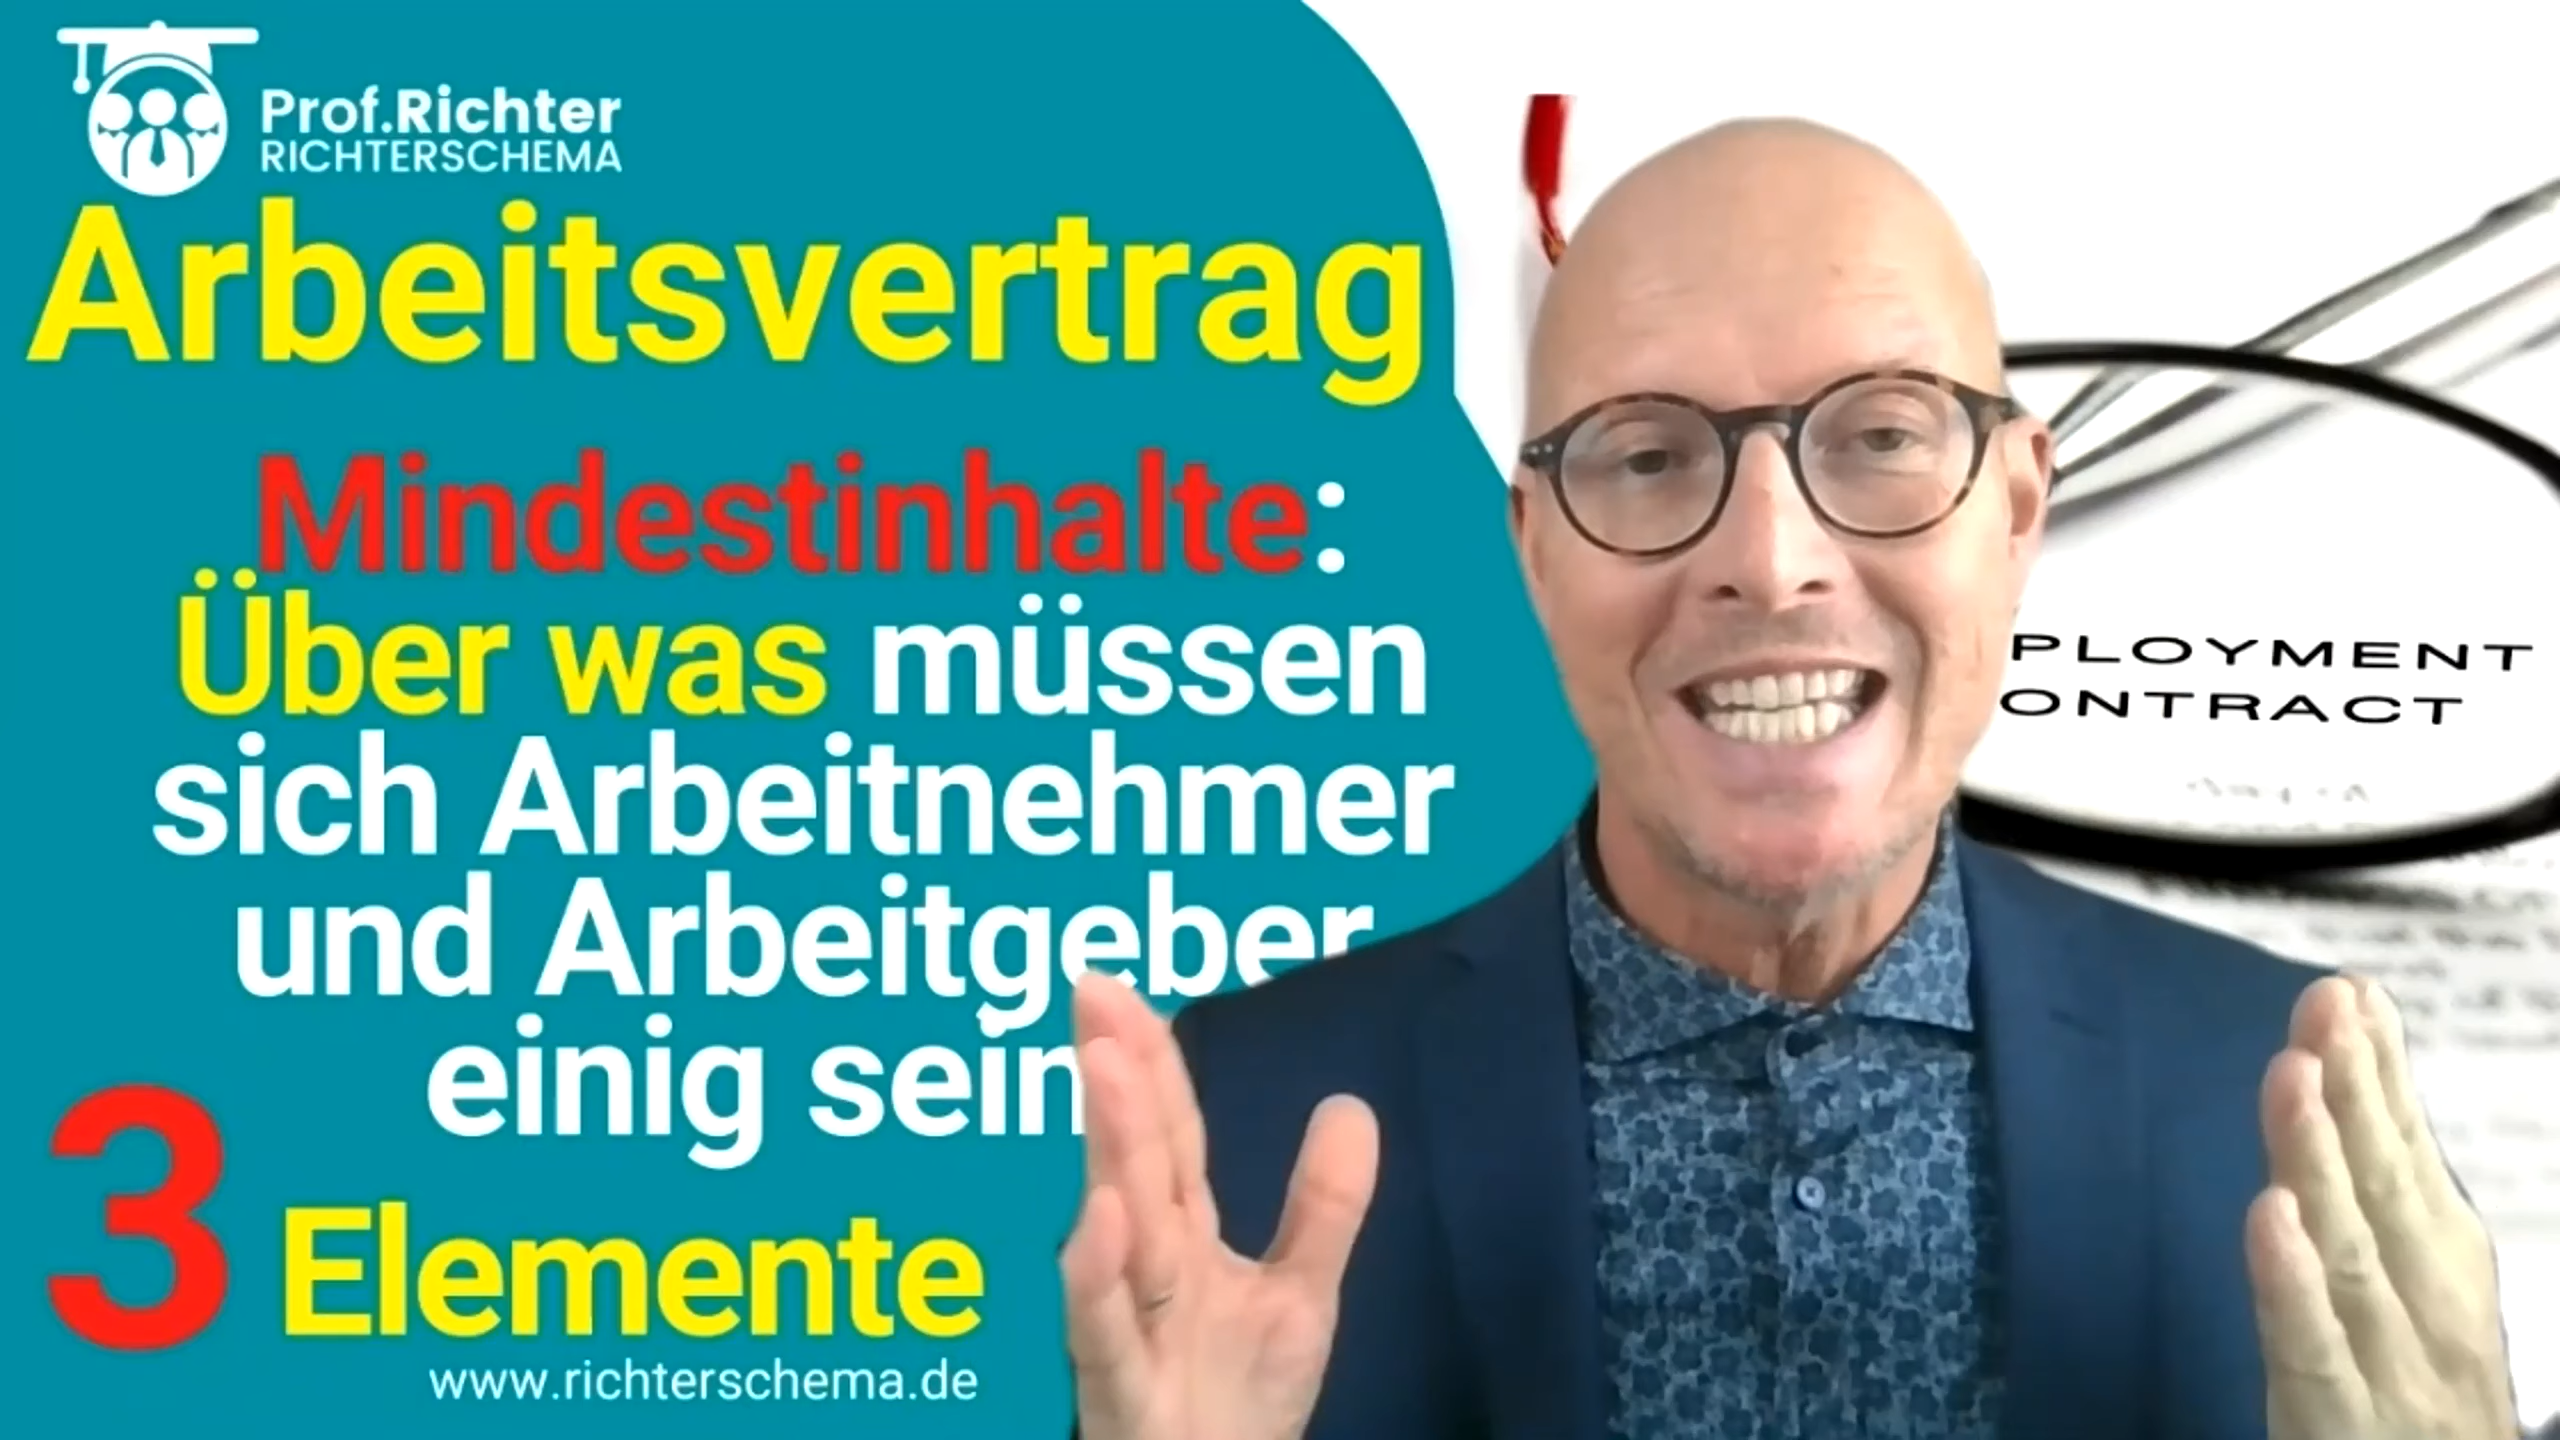 Prof.Richter
RICHTERSCHEMA
Arbeitsvertrag
Mindestinhalte:
Über was müssen
sich Arbeitnehmer
und Arbeitgeber
einig sein
3 Elemente
www.richterschema.de
PLOYMENT
ONTRACT